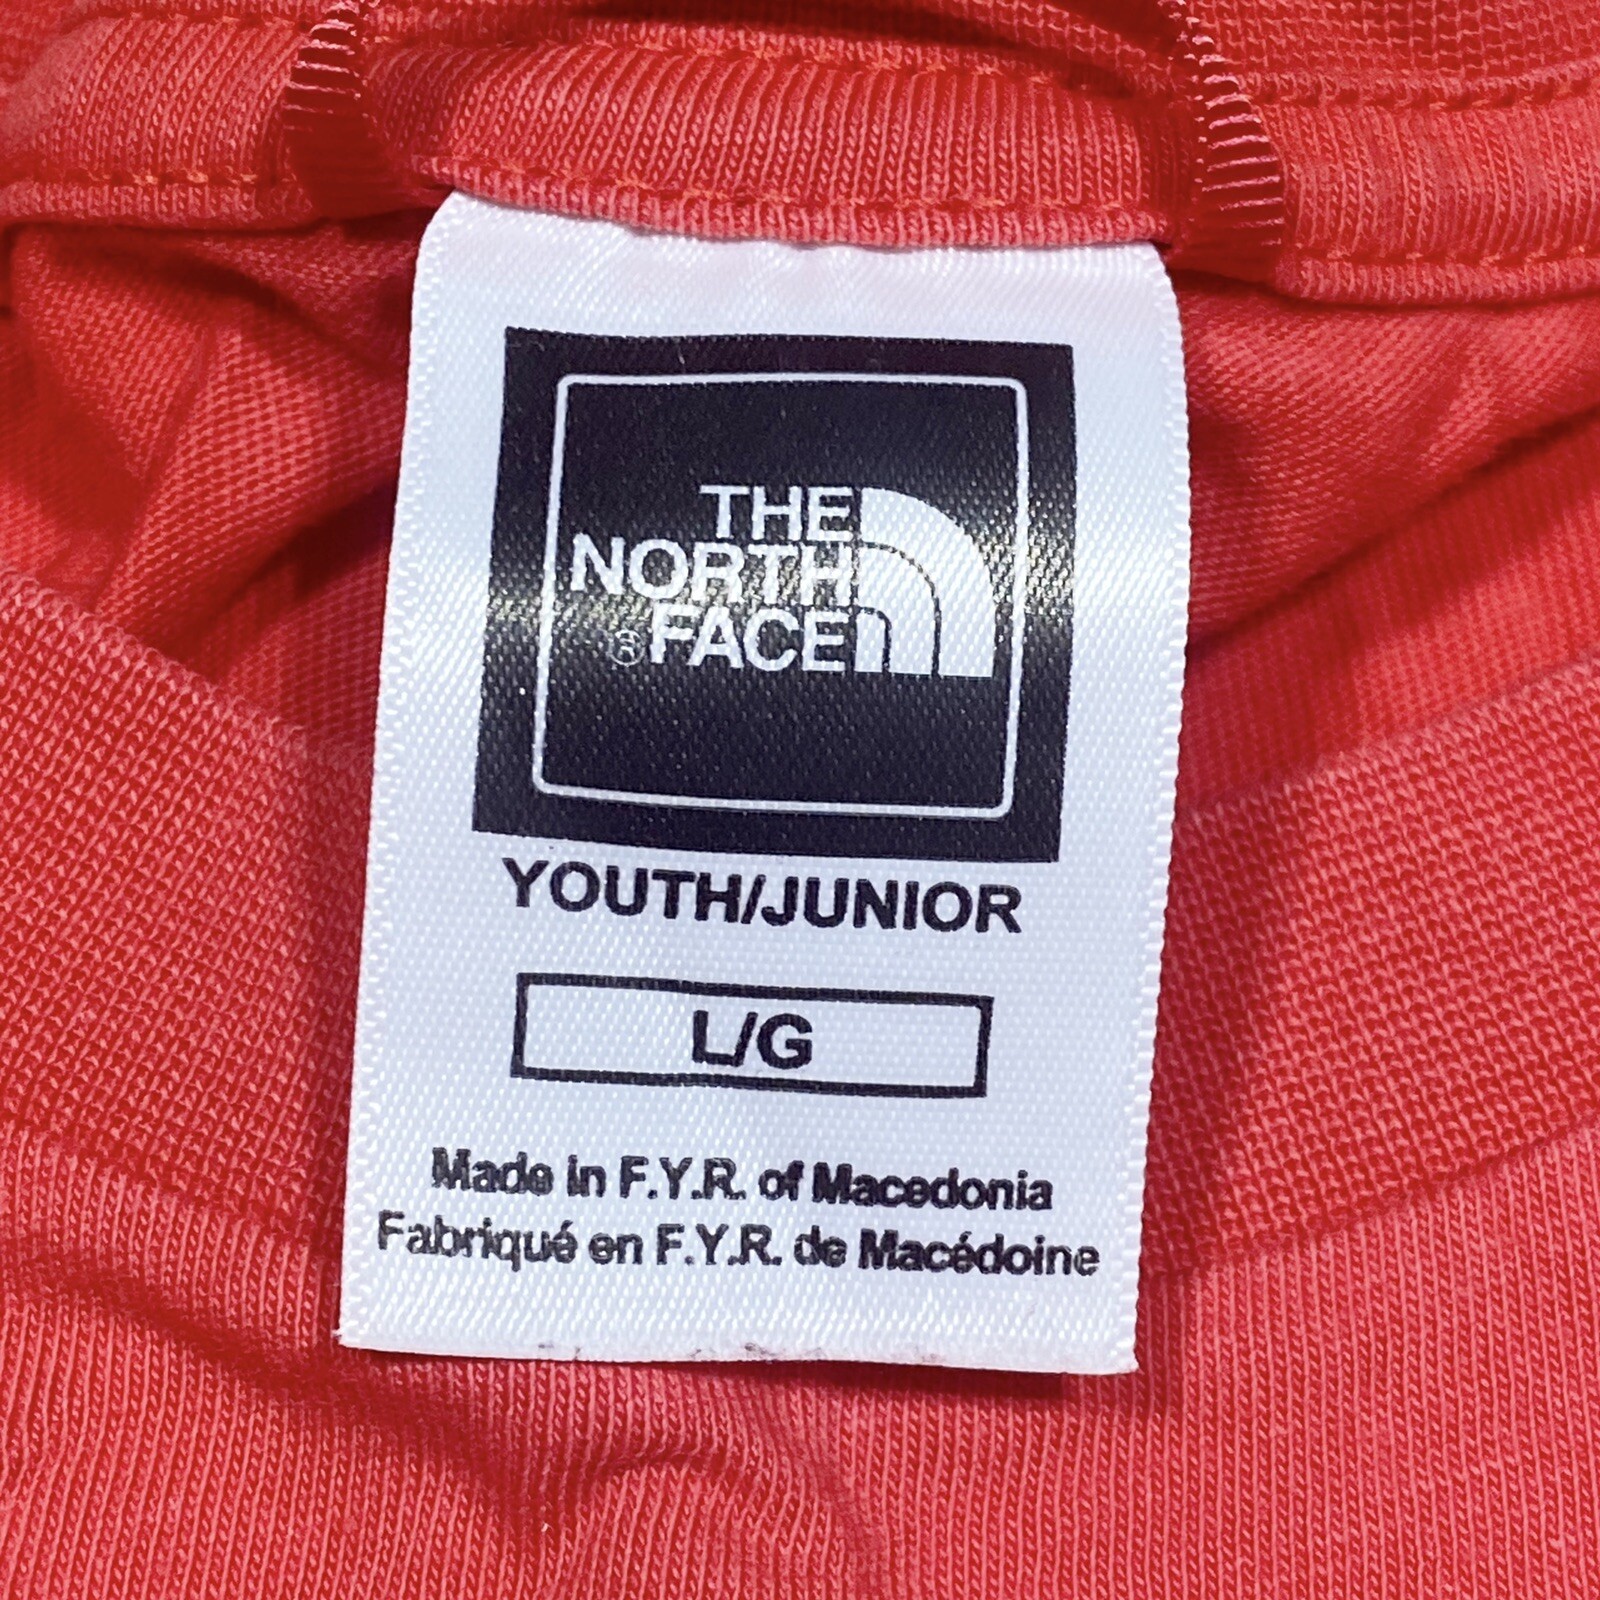 THE
NORTH
®FACE
YOUTH/JUNIOR
L/G
Made in F.Y.R. of Macedonia
Fabriqué en F.Y.R. de Macédoine